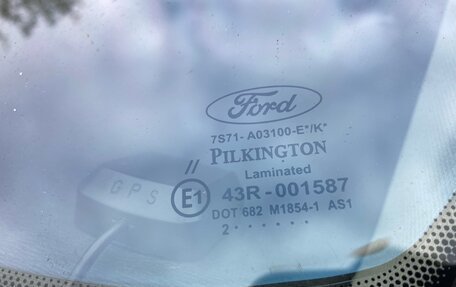 Ford
7S71- A03100-E*/K*
PILKINGTON
//
Laminated
GPS
E1
43R-001587
DOT 682 M1854-1 AS1
2